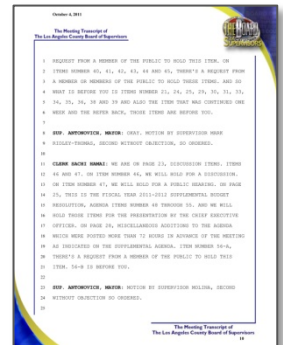 October 4, 2011
The Meeting Transcript of
The Los Angeles County Board of Supervisors
1 REQUEST FROM A MEMBER OF THE PUBLIC TO HOLD THIS ITEM. ON
2 ITEMS NUMBER 40, 41, 42, 43, 44 AND 45, THERE'S A REQUEST FROM
3 A MEMBER OR MEMBERS OF THE PUBLIC TO HOLD THESE ITEMS. AND SO
4 WHAT IS BEFORE YOU IS ITEMS NUMBER 21, 24, 25, 29, 30, 31, 33,
5 34, 35, 36, 38 AND 39 AND ALSO THE ITEM THAT WAS CONTINUED ONE
6 WEEK AND THE REFER BACK, THOSE ITEMS ARE BEFORE YOU.
7
8 SUP. ANTONOVICH, MAYOR: OKAY. MOTION BY SUPERVISOR MARK
9 RIDLEY-THOMAS, SECOND WITHOUT OBJECTION, SO ORDERED.
10
11 CLERK SACHI HAMAI: WE ARE ON PAGE 23, DISCUSSION ITEMS. ITEMS
12 46 AND 47. ON ITEM NUMBER 46, WE WILL HOLD FOR A DISCUSSION.
13 ON ITEM NUMBER 47, WE WILL HOLD FOR A PUBLIC HEARING. ON PAGE
14 25, THIS IS THE FISCAL YEAR 2011-2012 SUPPLEMENTAL BUDGET
15 RESOLUTION, AGENDA ITEMS NUMBER 48 THROUGH 55. AND WE WILL
16 HOLD THOSE ITEMS FOR THE PRESENTATION BY THE CHIEF EXECUTIVE
17 OFFICER. ON PAGE 28, MISCELLANEOUS ADDITIONS TO THE AGENDA
18 WHICH WERE POSTED MORE THAN 72 HOURS IN ADVANCE OF THE MEETING
19 AS INDICATED ON THE SUPPLEMENTAL AGENDA. ITEM NUMBER 56-A,
20 THERE'S A REQUEST FROM A MEMBER OF THE PUBLIC TO HOLD THIS
21 ITEM. 56-B IS BEFORE YOU.
22
23 SUP. ANTONOVICH, MAYOR: MOTION BY SUPERVISOR MOLINA, SECOND
24 WITHOUT OBJECTION SO ORDERED.
25
The Meeting Transcript of
The Los Angeles County Board of Supervisors